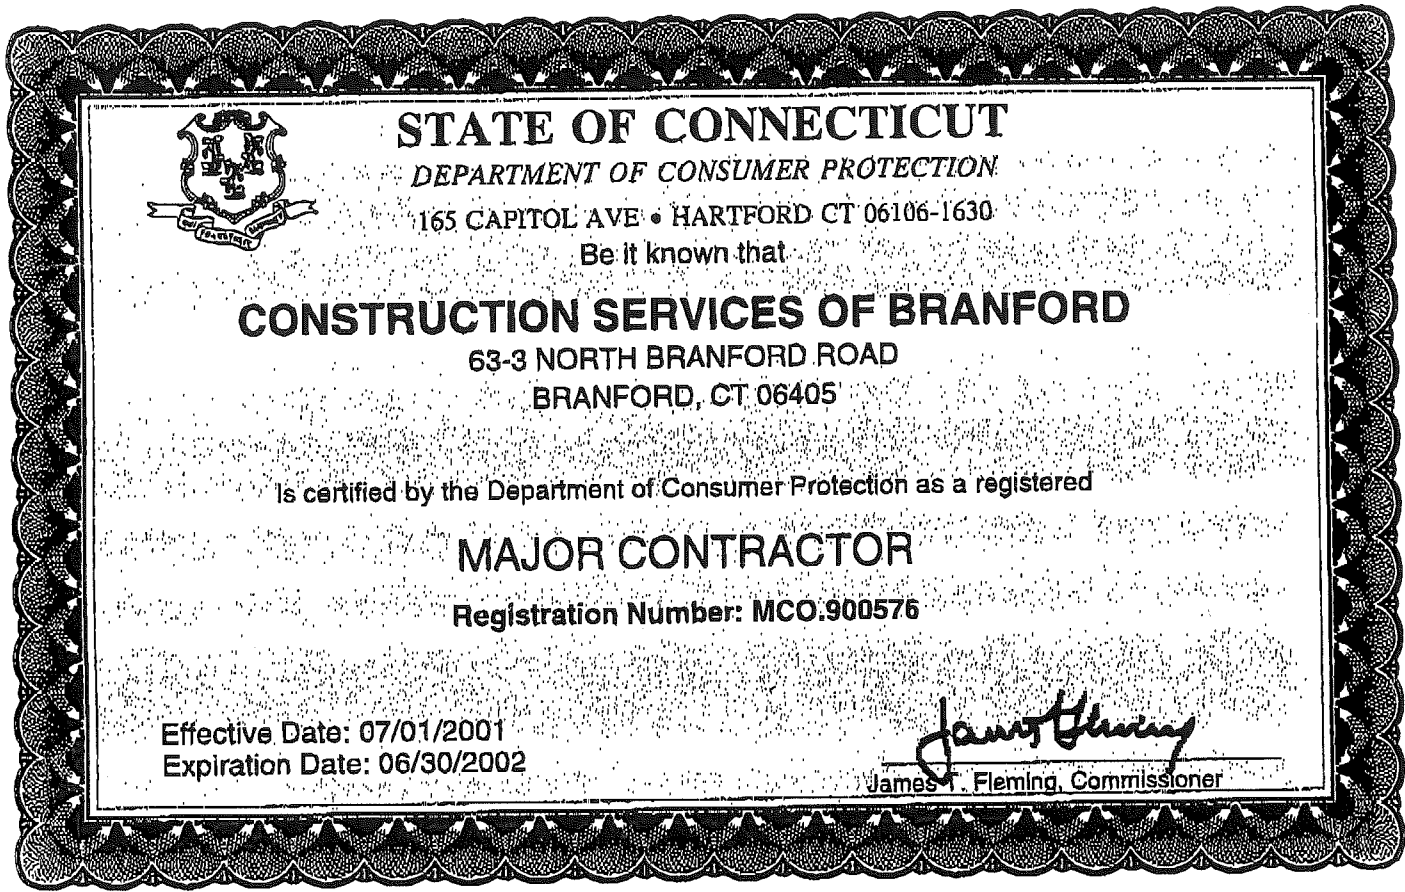 STATE OF CONNECTICUT
DEPARTMENT OF CONSUMER PROTECTION
165 CAPITOL AVE • HARTFORD CT 06106-1630
Be it known that
CONSTRUCTION SERVICES OF BRANFORD
63-3 NORTH BRANFORD ROAD
BRANFORD, CT 06405
Is certified by the Department of Consumer Protection as a registered
MAJOR CONTRACTOR
Registration Number: MCO.900576
Effective Date: 07/01/2001
Expiration Date: 06/30/2002
James T. Fleming, Commissioner